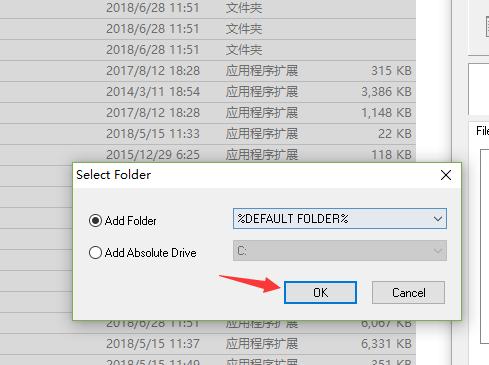 2018/6/28 11:51 文件夹
2018/6/28 11:51 文件夹
2018/6/28 11:51 文件夹
2017/8/12 18:28 应用程序扩展 315 KB
2014/3/11 18:54 应用程序扩展 3,386 KB
2017/8/12 18:28 应用程序扩展 1,148 KB
2018/5/15 11:33 应用程序扩展 22 KB
File
2015/12/29 6:25 应用程序扩展 118 KB
Select Folder
Add Folder %DEFAULT FOLDER%
Add Absolute Drive C:
OK Cancel
2018/6/28 11:51 应用程序扩展 6,067 KB
2018/5/15 11:37 应用程序扩展 6,331 KB
2018/5/15 11:49 应用程序扩展 351 KB